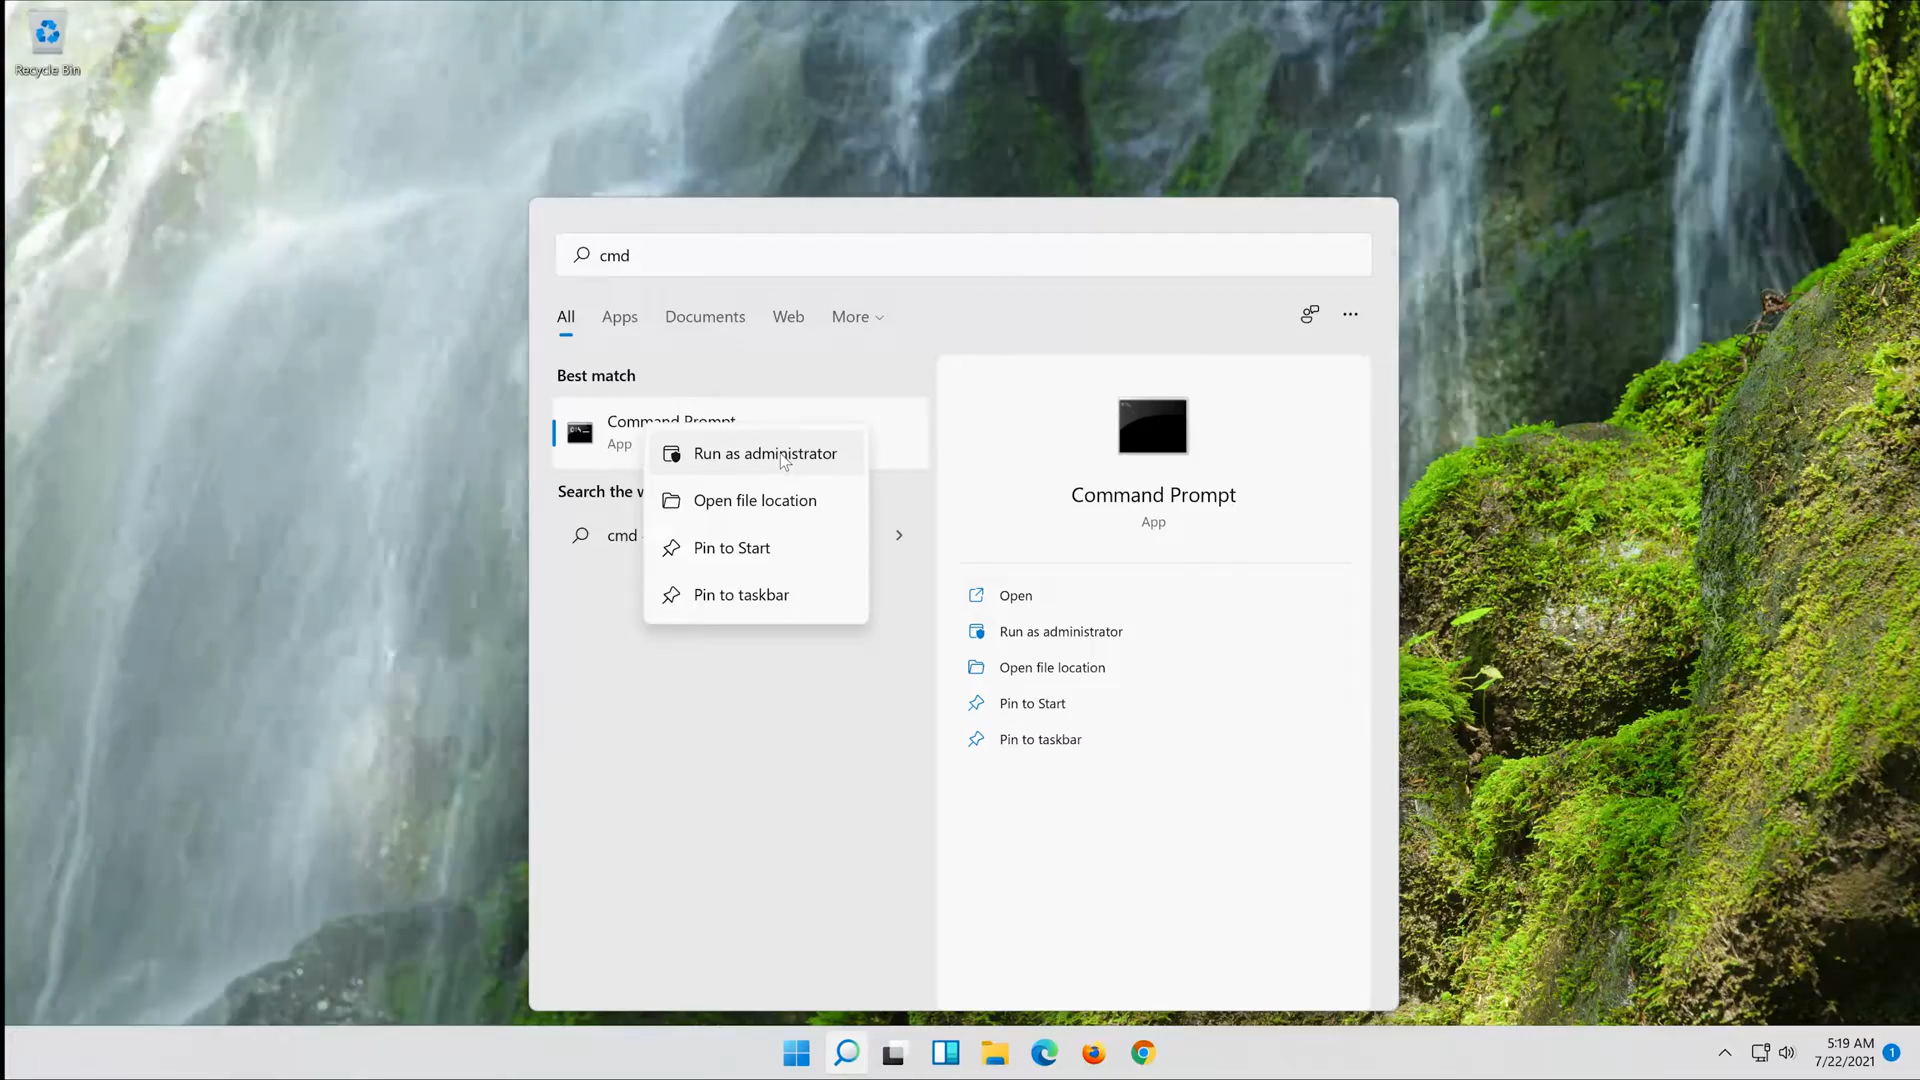 Recycle Bin
cmd
All Apps Documents Web More
Best match
Command Prompt
App
Run as administrator
Open file location
Search the
cmd
Pin to Start
Pin to taskbar
Command Prompt
App
Open
Run as administrator
Open file location
Pin to Start
Pin to taskbar
5:19 AM
7/22/2021
1